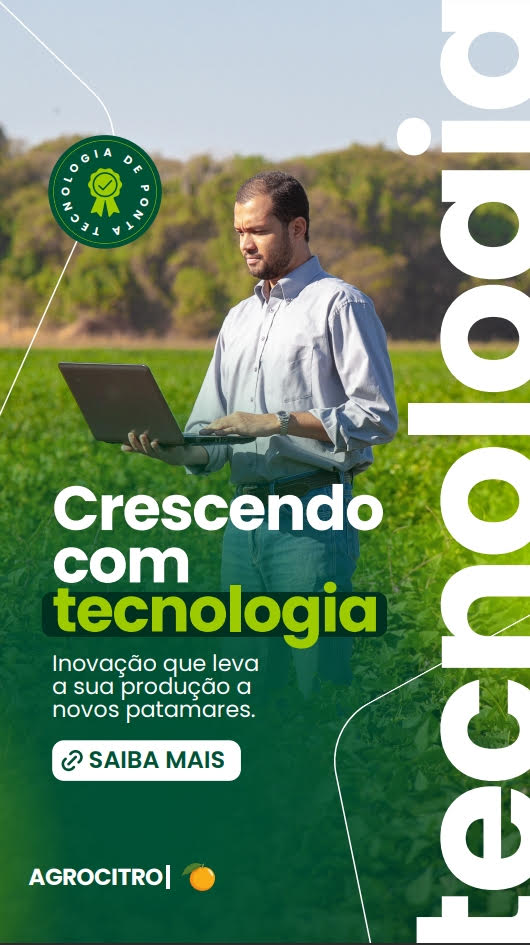 TECNOLOGIA DE PONTA
Crescendo
com
tecnologia
Inovação que leva
a sua produção a
novos patamares.
SAIBA MAIS
AGROCITRO|
tecnologia